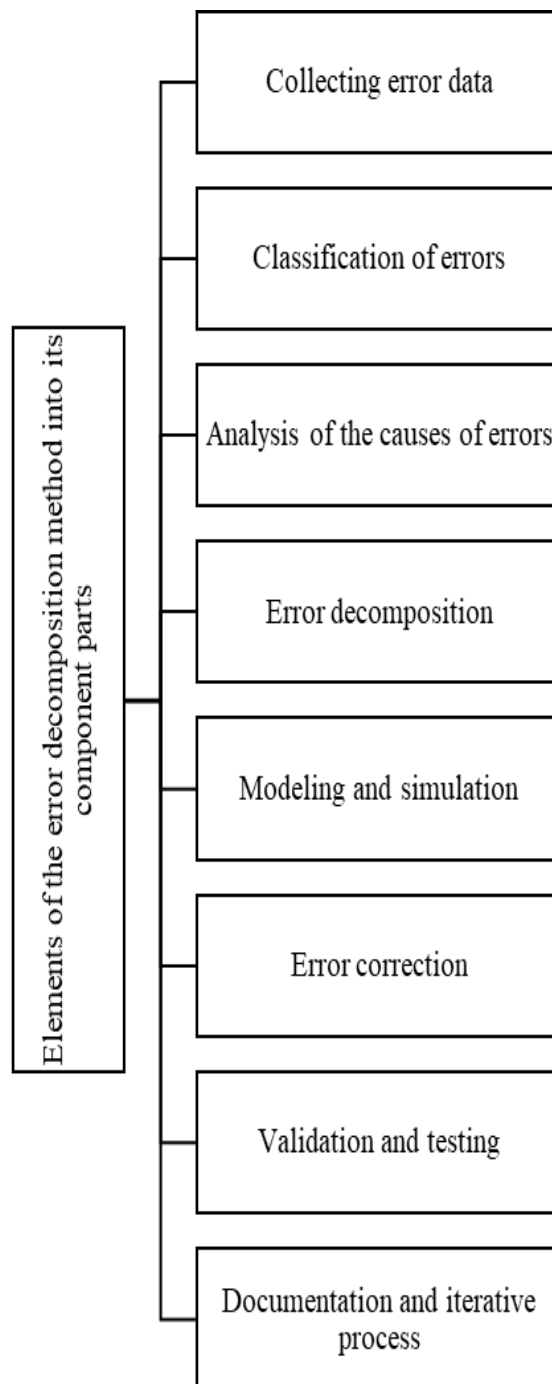 Elements of the error decomposition method into its
component parts
Collecting error data
Classification of errors
Analysis of the causes of errors
Error decomposition
Modeling and simulation
Error correction
Validation and testing
Documentation and iterative
process